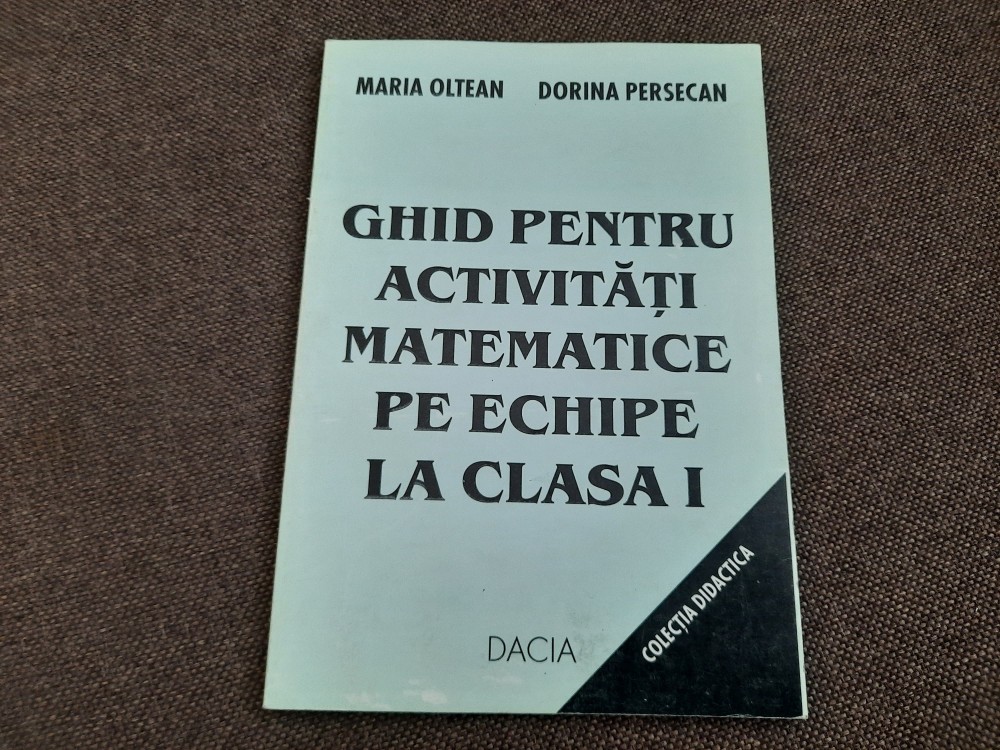 MARIA OLTEAN DORINA PERSECAN
GHID PENTRU
ACTIVITĂȚI
MATEMATICE
PE ECHIPE
LA CLASA I
COLECȚIA DIDACTICA
DACIA